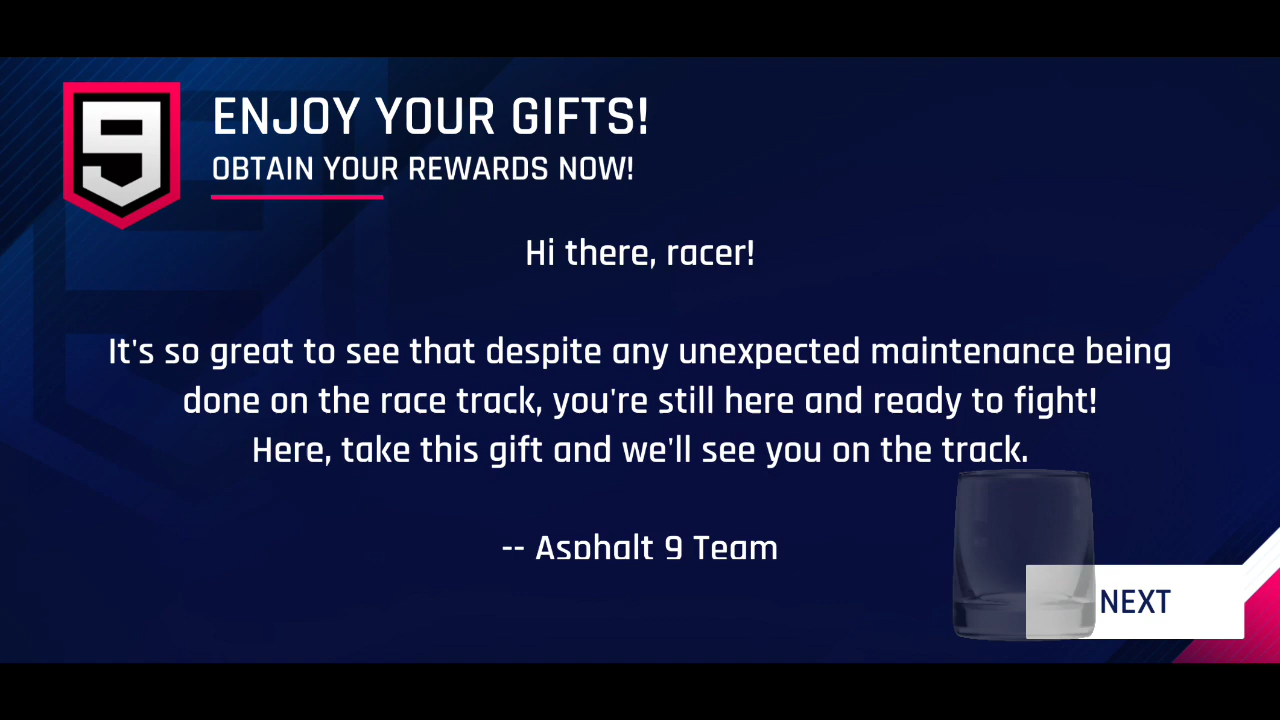 9
ENJOY YOUR GIFTS!
OBTAIN YOUR REWARDS NOW!
Hi there, racer!
It's so great to see that despite any unexpected maintenance being
done on the race track, you're still here and ready to fight!
Here, take this gift and we'll see you on the track.
-- Asphalt 9 Team
NEXT